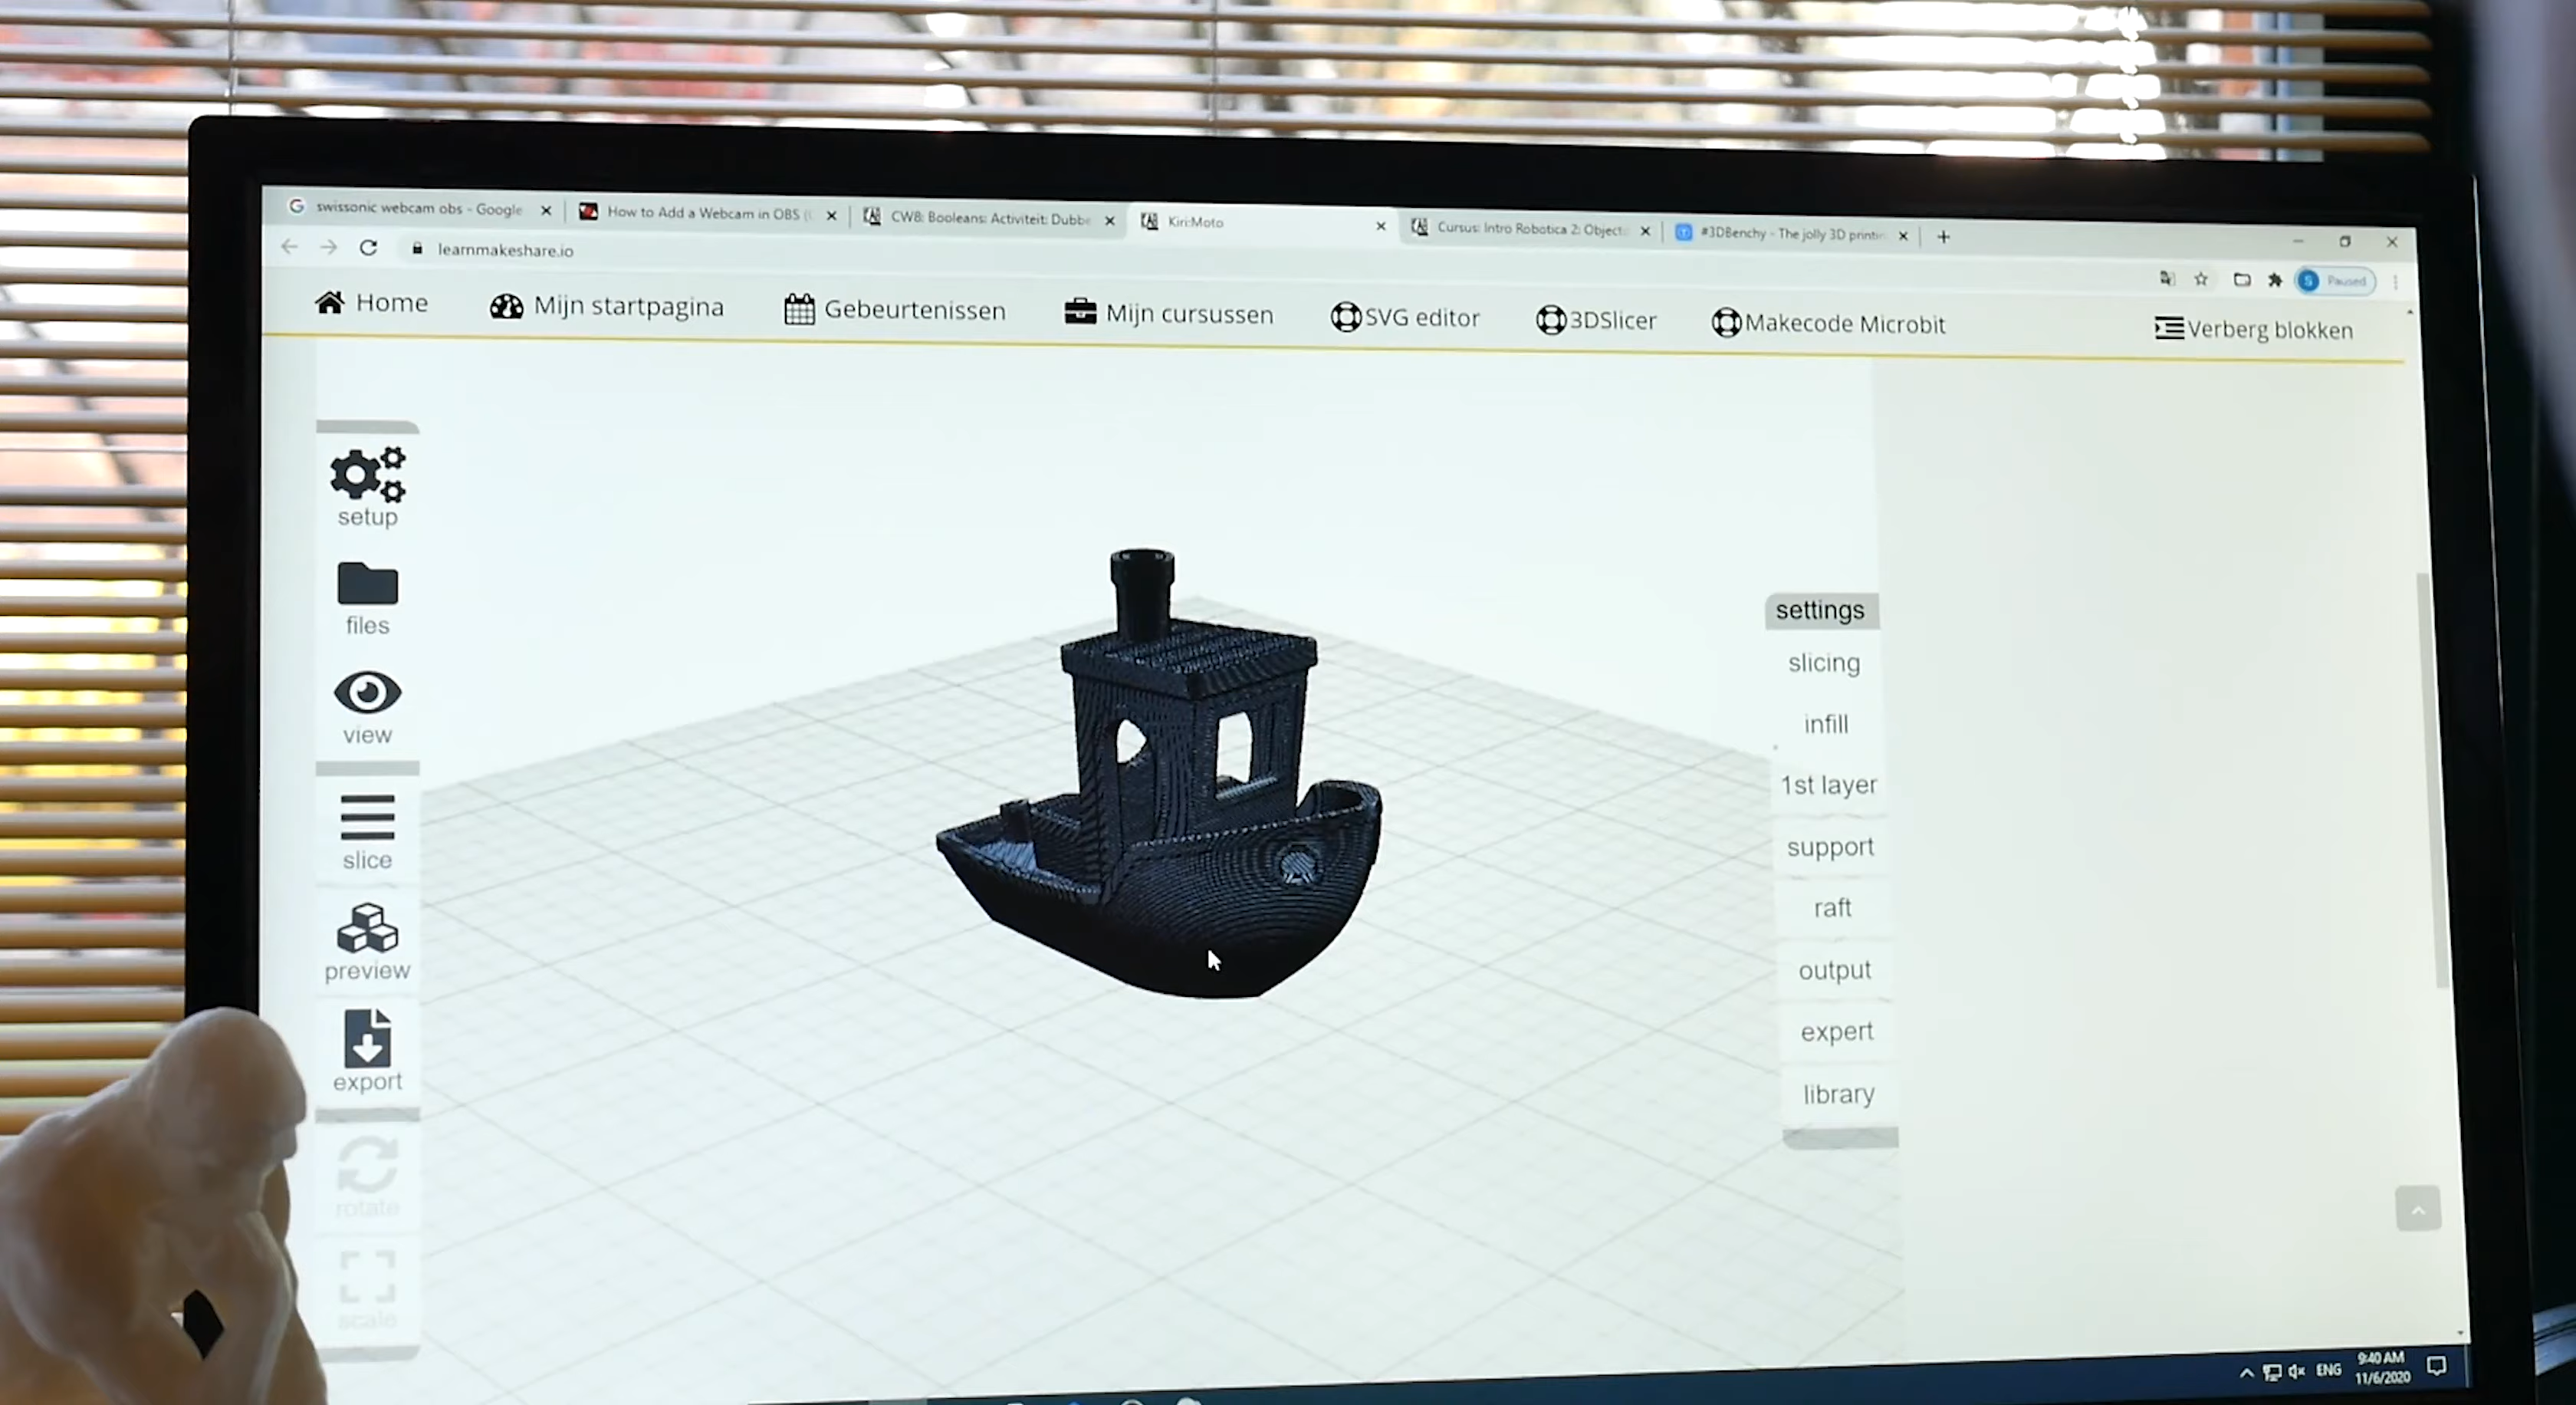 swissonic webcam obs - Google
How to Add a Webcam in OBS
CW8: Booleans: Activiteit: Dubbe
Kiri:Moto
Cursus: Intro Robotica 2: Object
#3DBenchy - The jolly 3D printin
learnmakeshare.io
S Paused
Home
Mijn startpagina
Gebeurtenissen
Mijn cursussen
SVG editor
3DSlicer
Makecode Microbit
Verberg blokken
setup
files
view
slice
preview
export
rotate
scale
settings
slicing
infill
1st layer
support
raft
output
expert
library
ENG
9:40 AM
11/6/2020